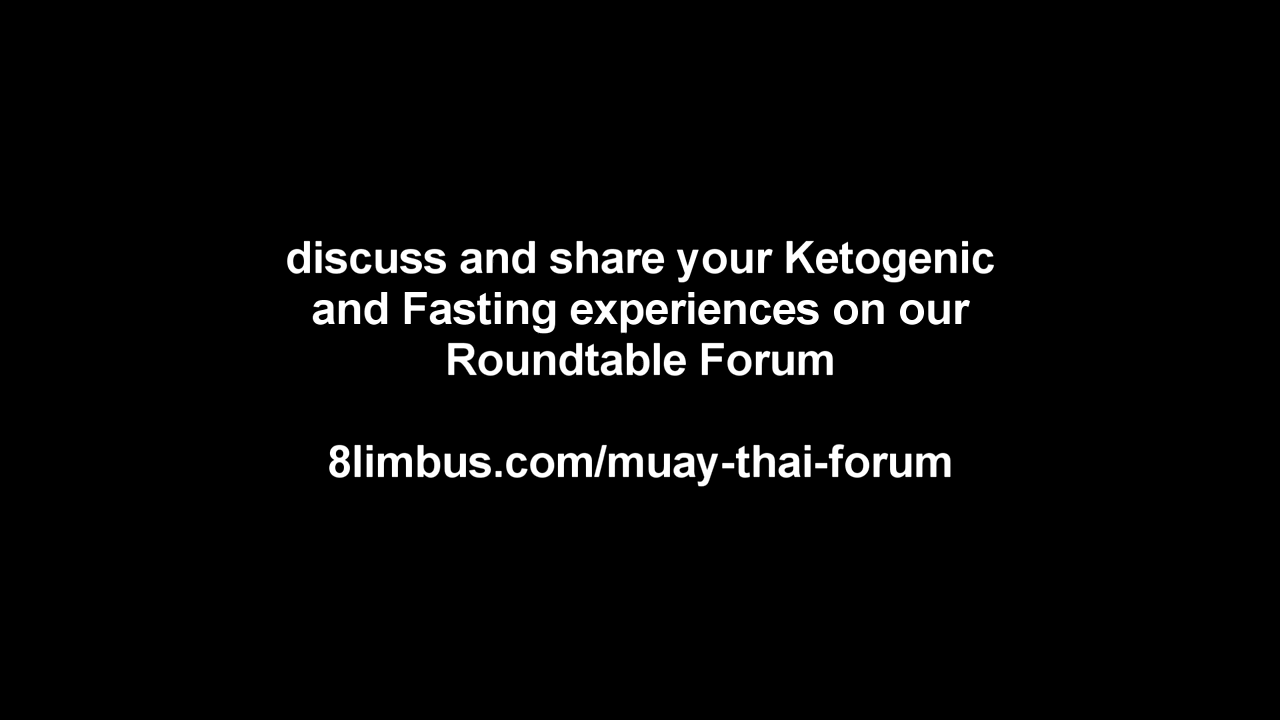 discuss and share your Ketogenic
and Fasting experiences on our
Roundtable Forum
8limbus.com/muay-thai-forum